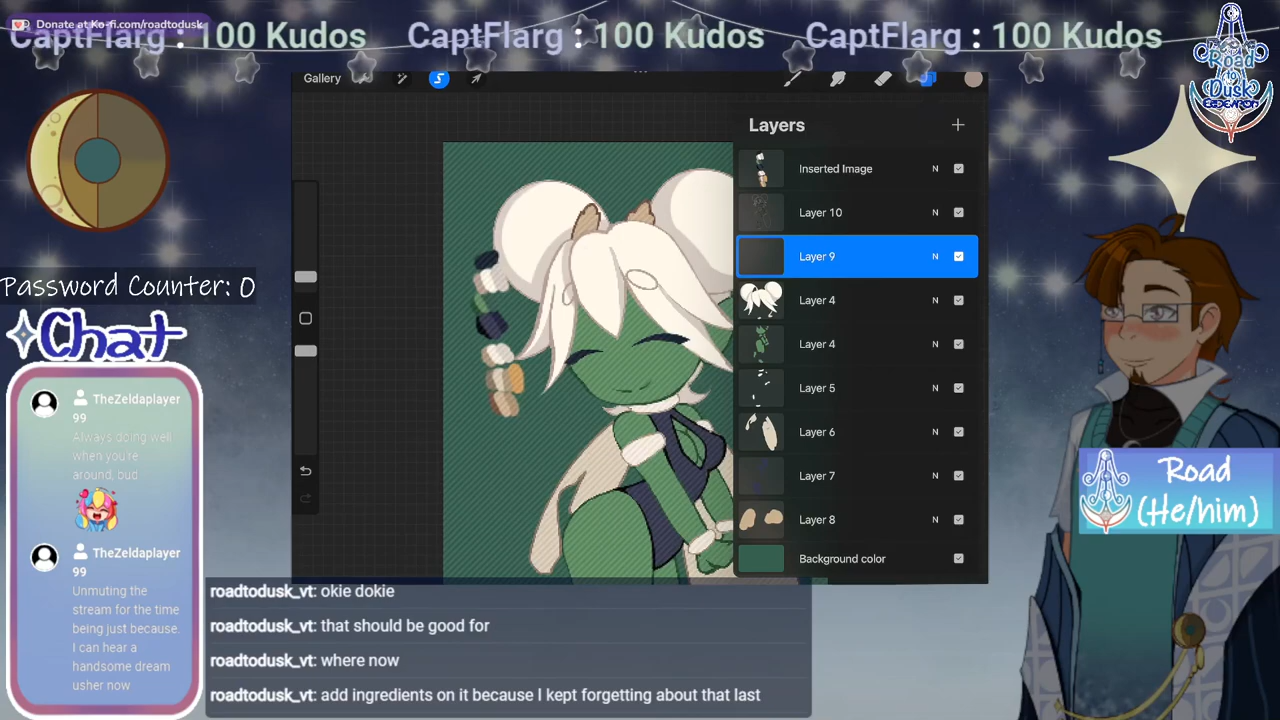 Donate at Ko-fi.com/roadtodusk
CaptFlarg : 100 Kudos CaptFlarg : 100 Kudos CaptFlarg : 100 Kudos
Road
to
Dusk
Gallery
Layers
Inserted Image N
Layer 10 N
Layer 9 N
Layer 4 N
Layer 4 N
Layer 5 N
Layer 6 N
Layer 7 N
Layer 8 N
Background color
Password Counter: 0
Chat
TheZeldaplayer
99
Always doing well
when you're
around, bud
TheZeldaplayer
99
Unmuting the
stream for the time
being just because.
I can hear a
handsome dream
usher now
roadtodusk_vt: okie dokie
roadtodusk_vt: that should be good for
roadtodusk_vt: where now
roadtodusk_vt: add ingredients on it because I kept forgetting about that last
Road
(He/him)